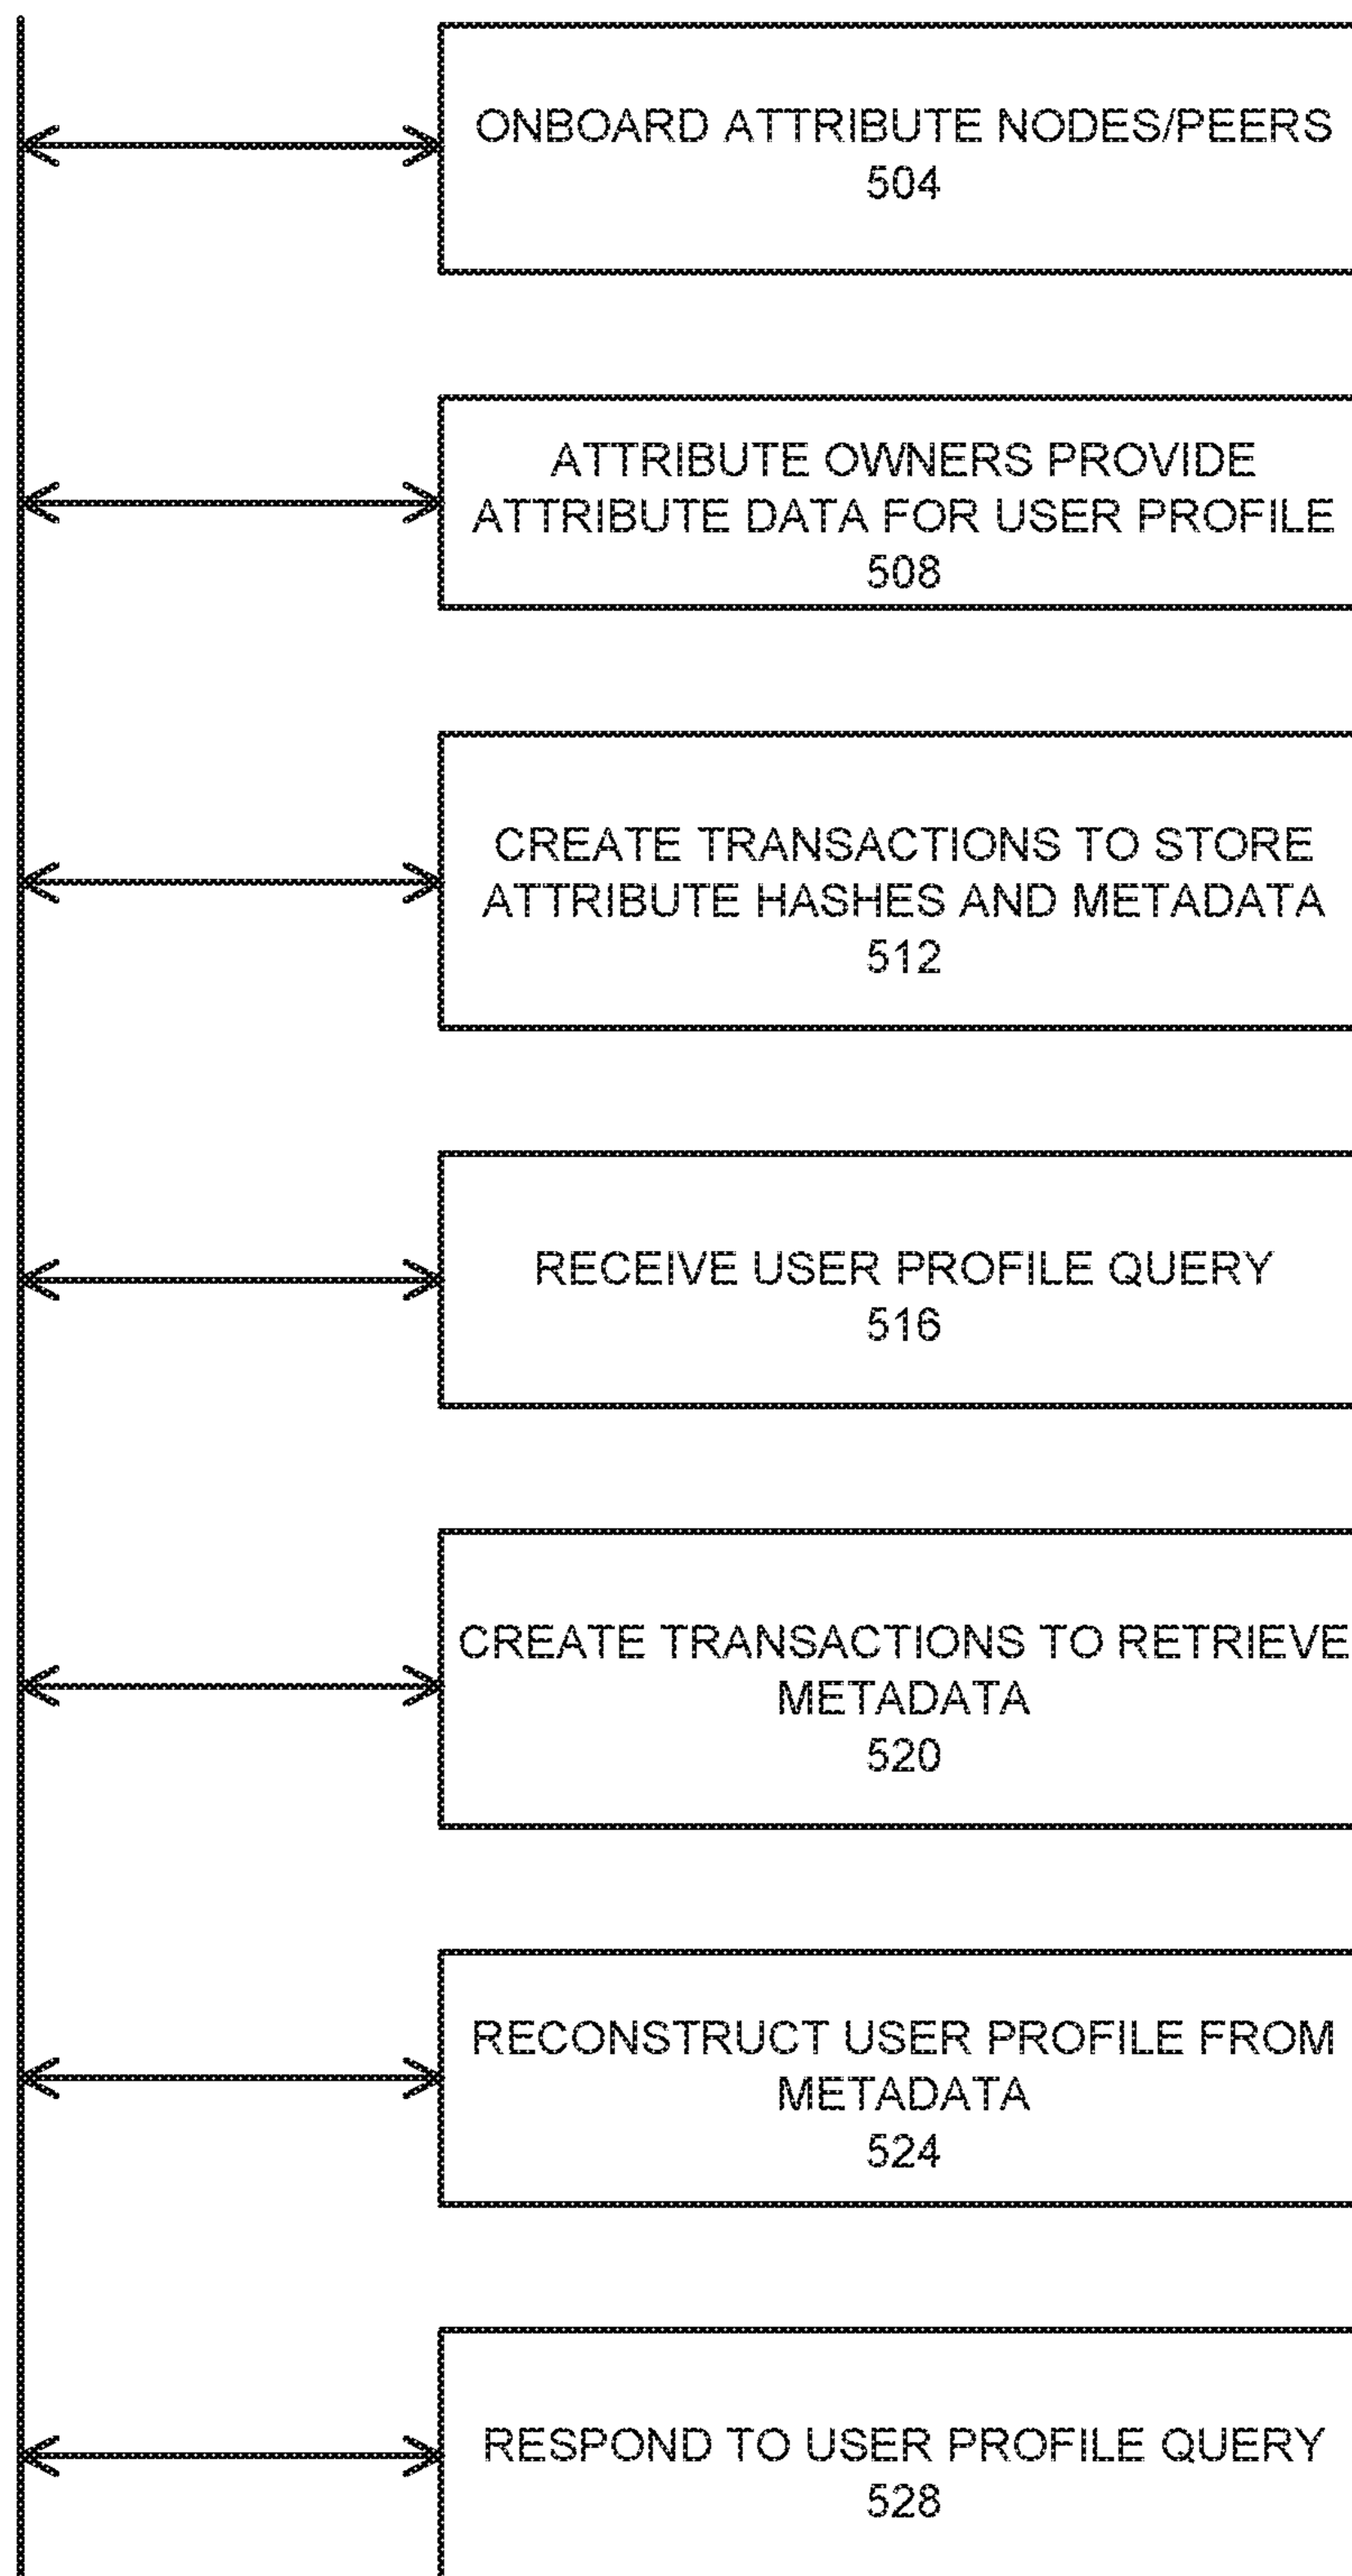 ONBOARD ATTRIBUTE NODES/PEERS
504
ATTRIBUTE OWNERS PROVIDE
ATTRIBUTE DATA FOR USER PROFILE
508
CREATE TRANSACTIONS TO STORE
ATTRIBUTE HASHES AND METADATA
512
RECEIVE USER PROFILE QUERY
516
CREATE TRANSACTIONS TO RETRIEVE
METADATA
520
RECONSTRUCT USER PROFILE FROM
METADATA
524
RESPOND TO USER PROFILE QUERY
528